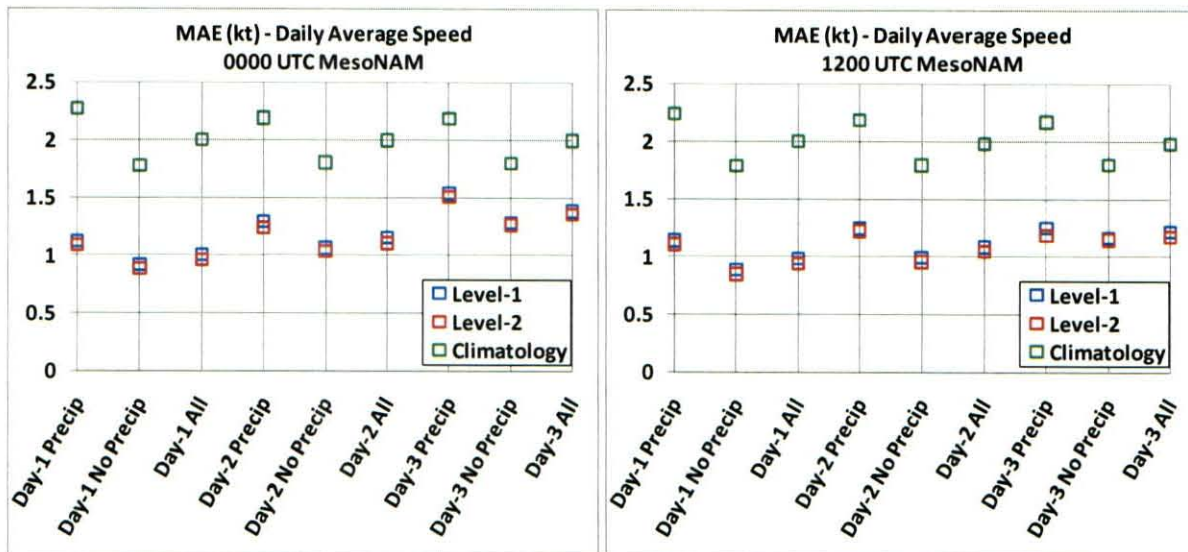 MAE (kt) - Daily Average Speed
0000 UTC MesoNAM
2.5
2
1.5
1
0.5
0
Level-1
Level-2
Climatology
Day-1 Precip
Day-1 No Precip
Day-1 All
Day-2 Precip
Day-2 No Precip
Day-2 All
Day-3 Precip
Day-3 No Precip
Day-3 All
MAE (kt) - Daily Average Speed
1200 UTC MesoNAM
2.5
2
1.5
1
0.5
0
Level-1
Level-2
Climatology
Day-1 Precip
Day-1 No Precip
Day-1 All
Day-2 Precip
Day-2 No Precip
Day-2 All
Day-3 Precip
Day-3 No Precip
Day-3 All